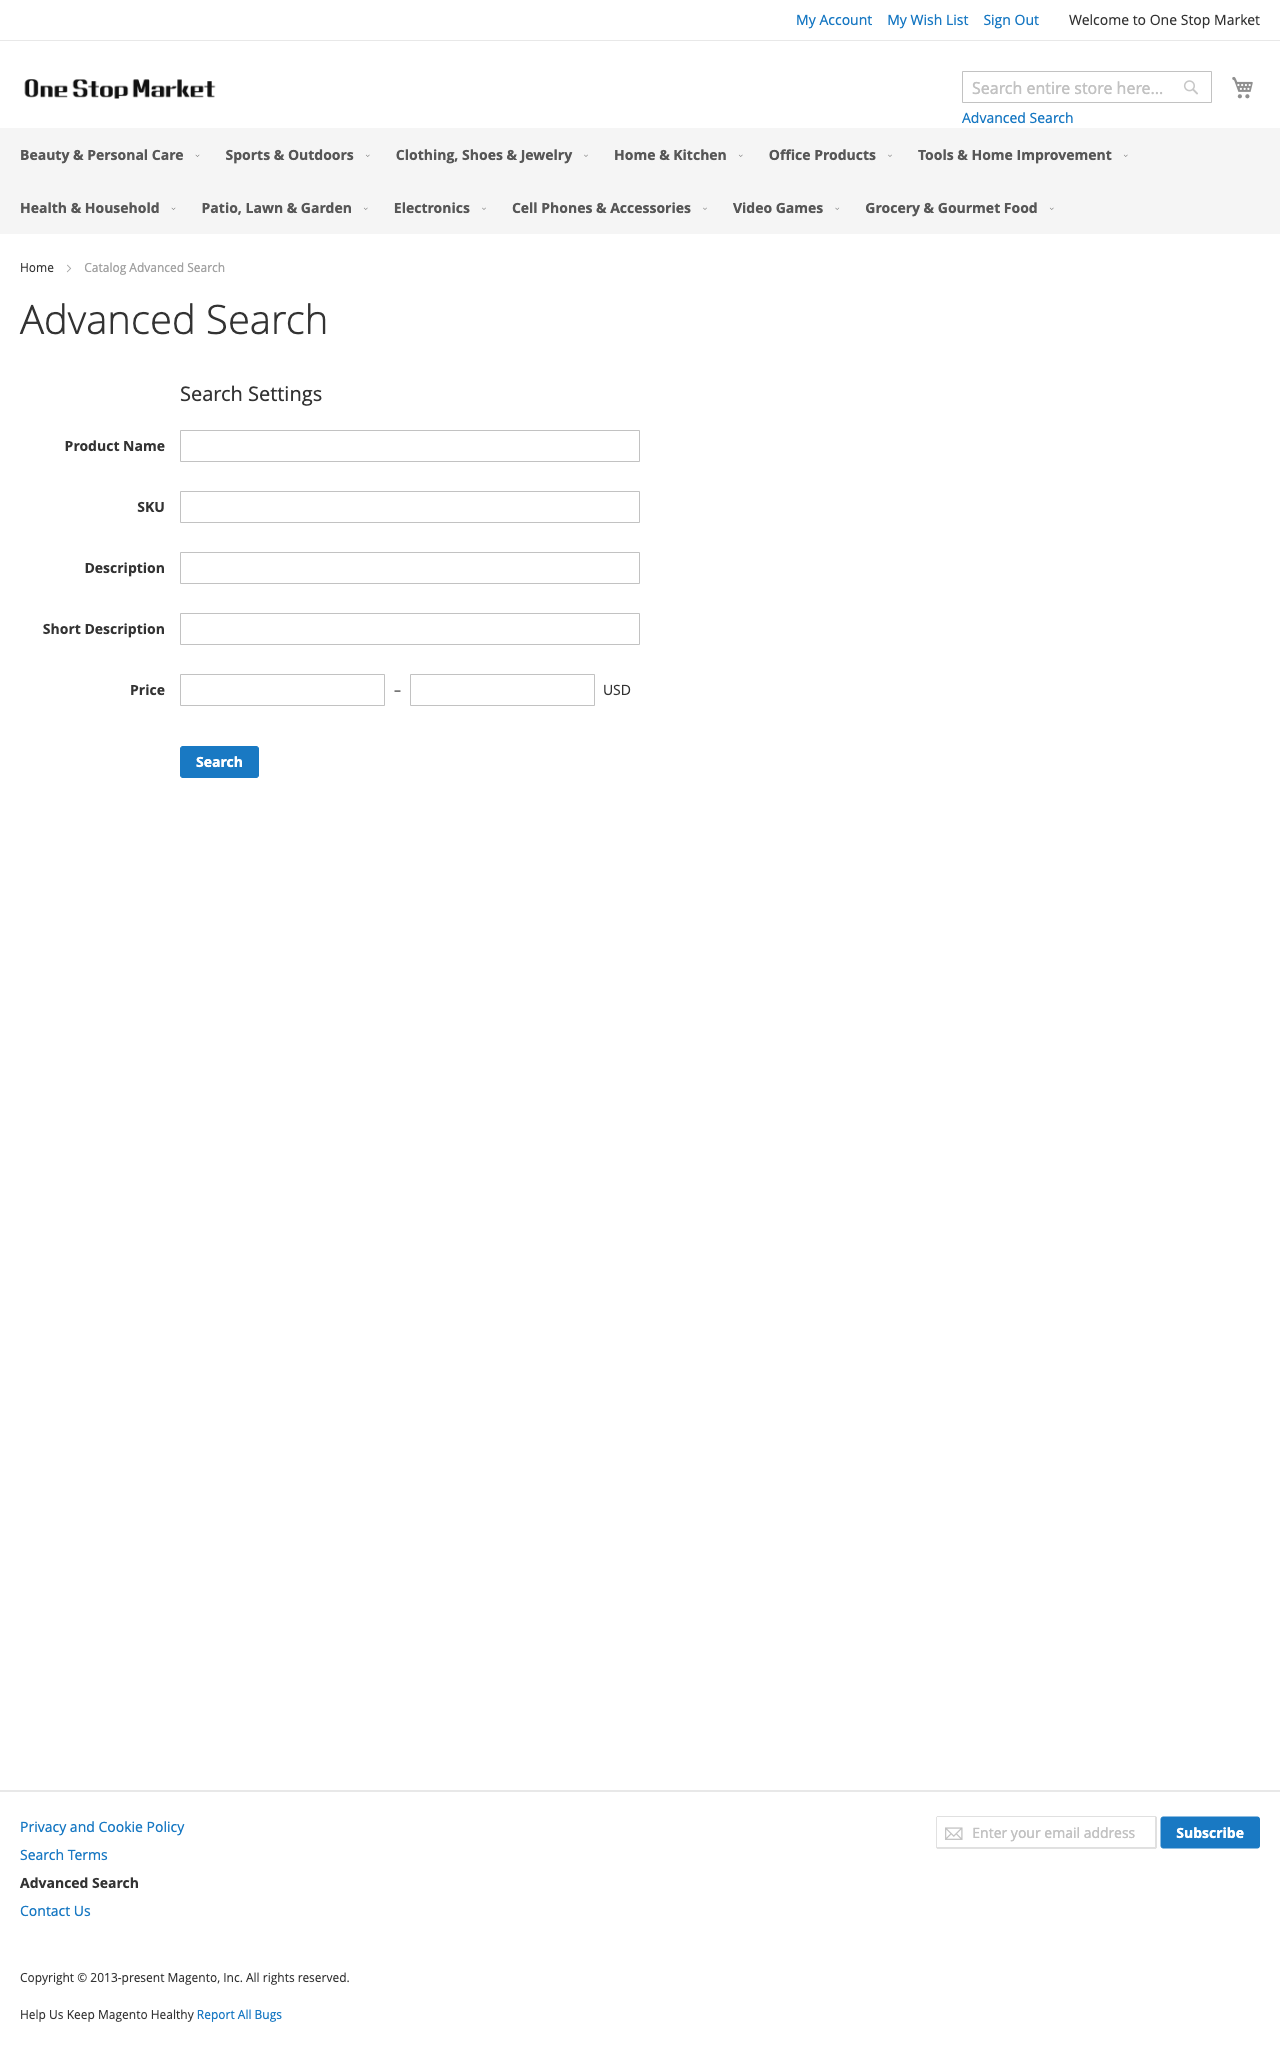 My Account My Wish List Sign Out Welcome to One Stop Market
One Stop Market
Search entire store here...
Advanced Search
Beauty & Personal Care Sports & Outdoors Clothing, Shoes & Jewelry Home & Kitchen Office Products Tools & Home Improvement
Health & Household Patio, Lawn & Garden Electronics Cell Phones & Accessories Video Games Grocery & Gourmet Food
Home Catalog Advanced Search
Advanced Search
Search Settings
Product Name
SKU
Description
Short Description
Price – USD
Search
Privacy and Cookie Policy
Search Terms
Advanced Search
Contact Us
Enter your email address Subscribe
Copyright © 2013-present Magento, Inc. All rights reserved.
Help Us Keep Magento Healthy Report All Bugs